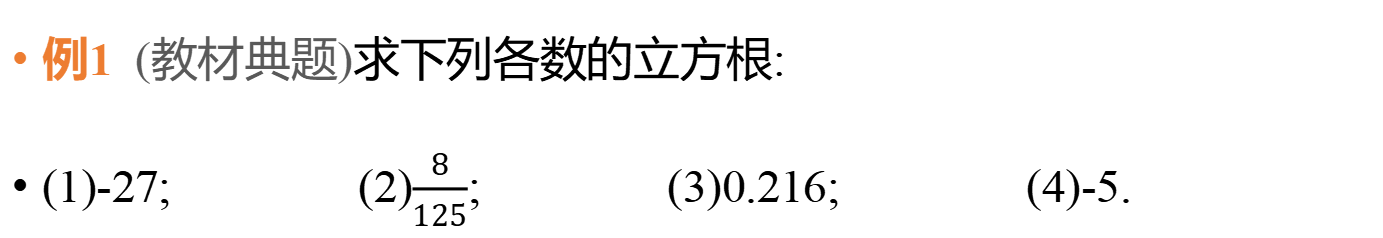 • 例1 (教材典题)求下列各数的立方根:
• (1)-27; (2)8/125; (3)0.216; (4)-5.